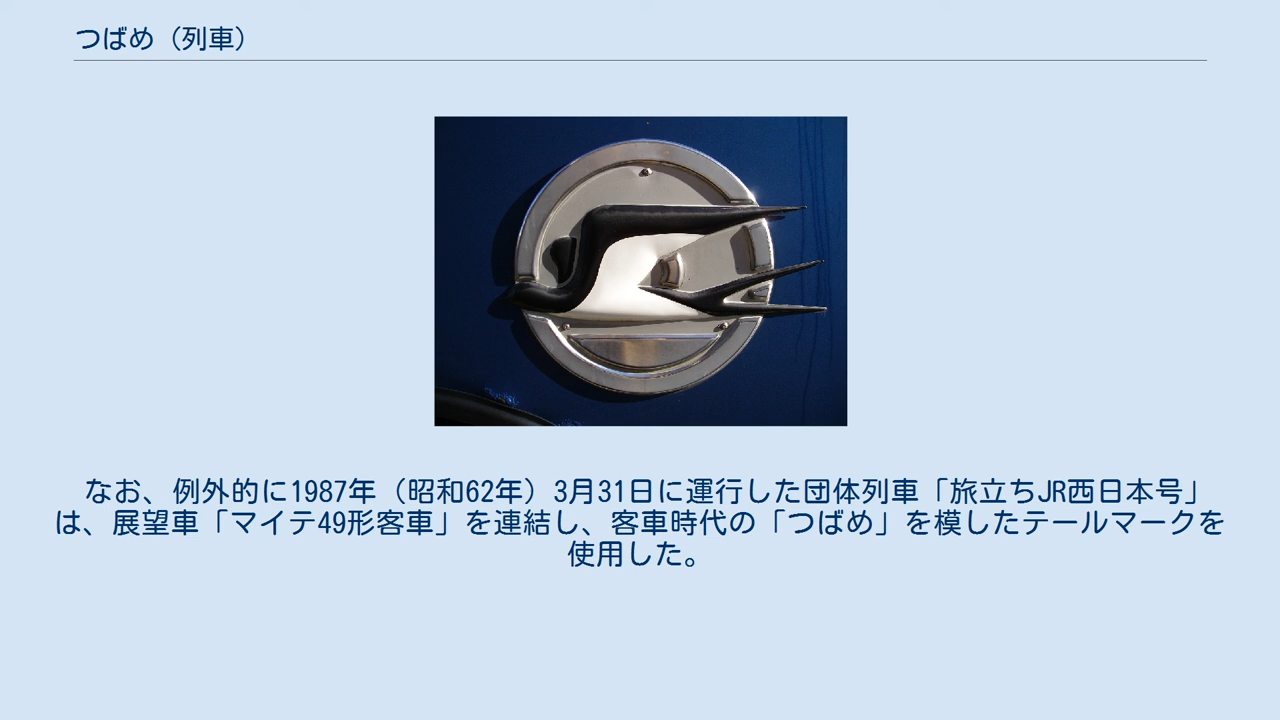 つばめ（列車）
なお、例外的に1987年（昭和62年）3月31日に運行した団体列車「旅立ちJR西日本号」
は、展望車「マイテ49形客車」を連結し、客車時代の「つばめ」を模したテールマークを
使用した。